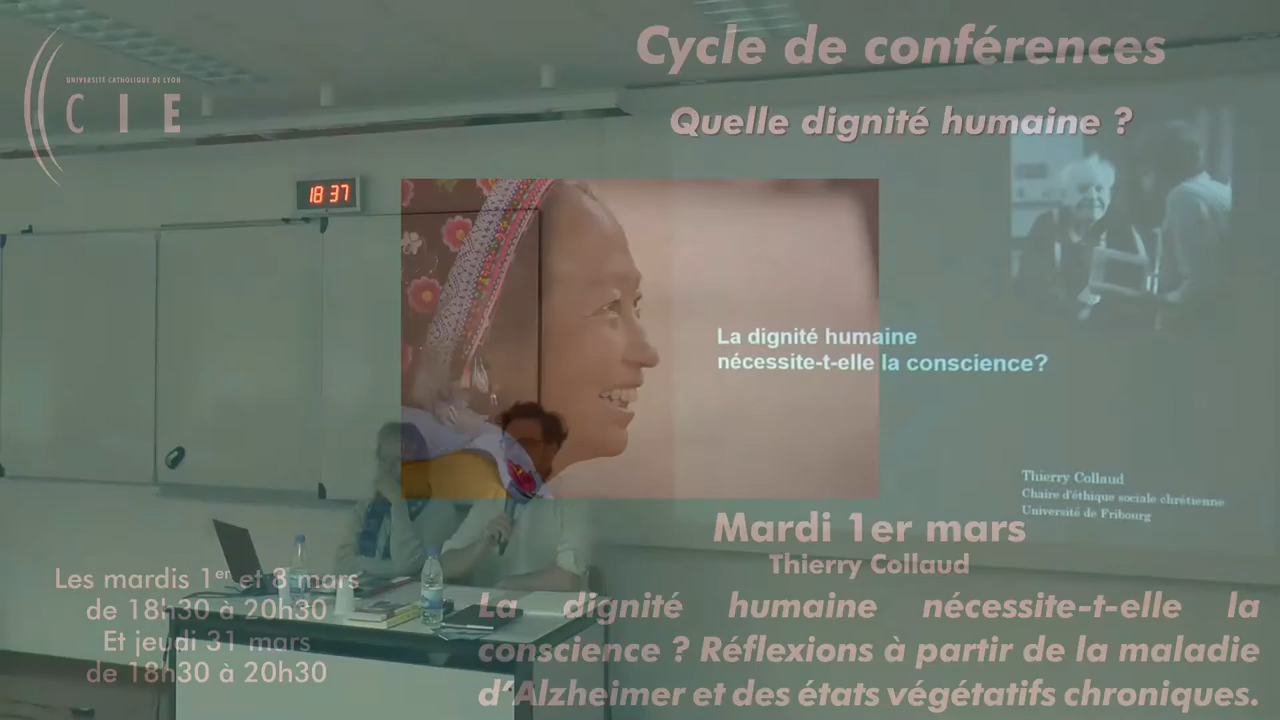 Cycle de conférences
UNIVERSITÉ CATHOLIQUE DE LYON
C I E
Quelle dignité humaine ?
18 37
La dignité humaine
nécessite-t-elle la conscience?
Thierry Collaud
Chaire d'éthique sociale chrétienne
Université de Fribourg
Mardi 1er mars
Thierry Collaud
Les mardis 1er et 8 mars
de 18h30 à 20h30
Et jeudi 31 mars
de 18h30 à 20h30
La dignité humaine nécessite-t-elle la
conscience ? Réflexions à partir de la maladie
d'Alzheimer et des états végétatifs chroniques.